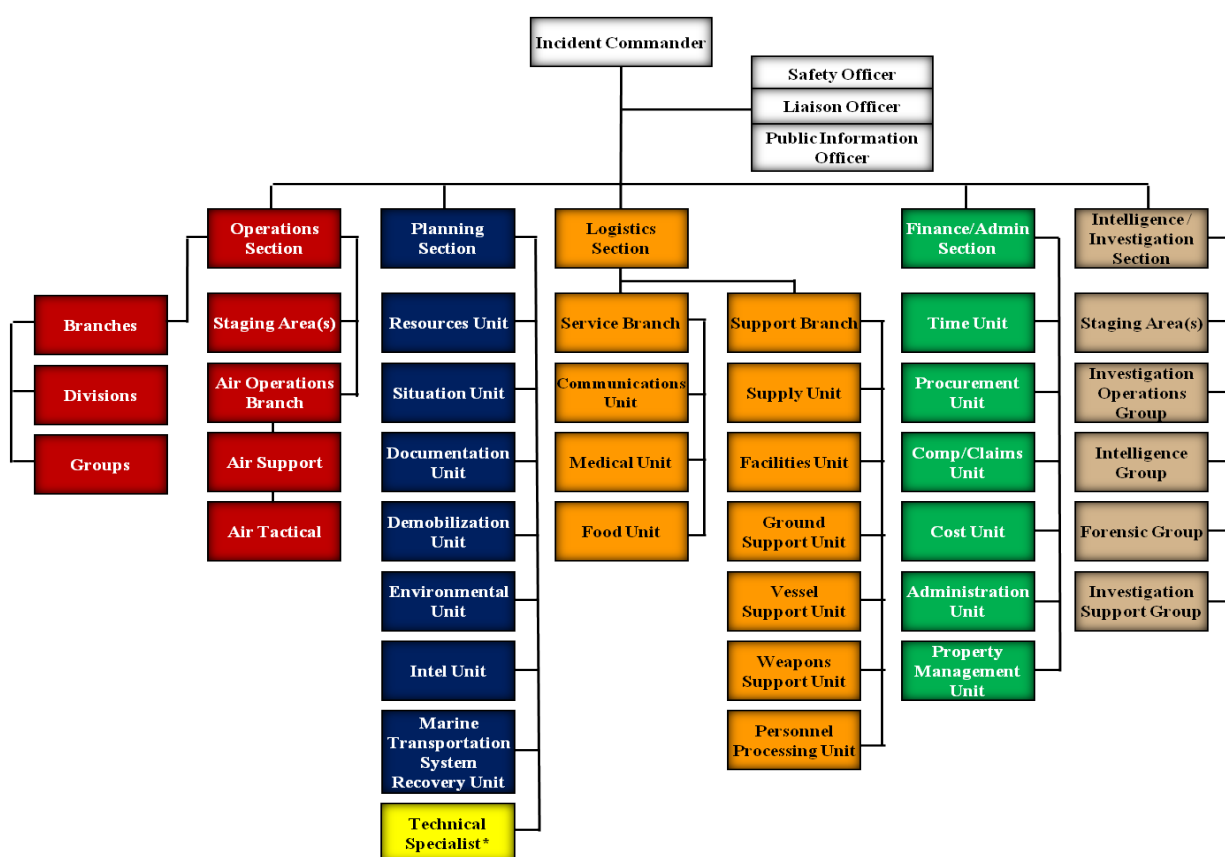 Incident Commander
Safety Officer
Liaison Officer
Public Information
Officer
Operations
Section
Branches
Divisions
Groups
Staging Area(s)
Air Operations
Branch
Air Support
Air Tactical
Planning
Section
Resources Unit
Situation Unit
Documentation
Unit
Demobilization
Unit
Environmental
Unit
Intel Unit
Marine
Transportation
System
Recovery Unit
Technical
Specialist*
Logistics
Section
Service Branch
Communications
Unit
Medical Unit
Food Unit
Support Branch
Supply Unit
Facilities Unit
Ground
Support Unit
Vessel
Support Unit
Weapons
Support Unit
Personnel
Processing Unit
Finance/Admin
Section
Time Unit
Procurement
Unit
Comp/Claims
Unit
Cost Unit
Administration
Unit
Property
Management
Unit
Intelligence /
Investigation
Section
Staging Area(s)
Investigation
Operations
Group
Intelligence
Group
Forensic Group
Investigation
Support Group